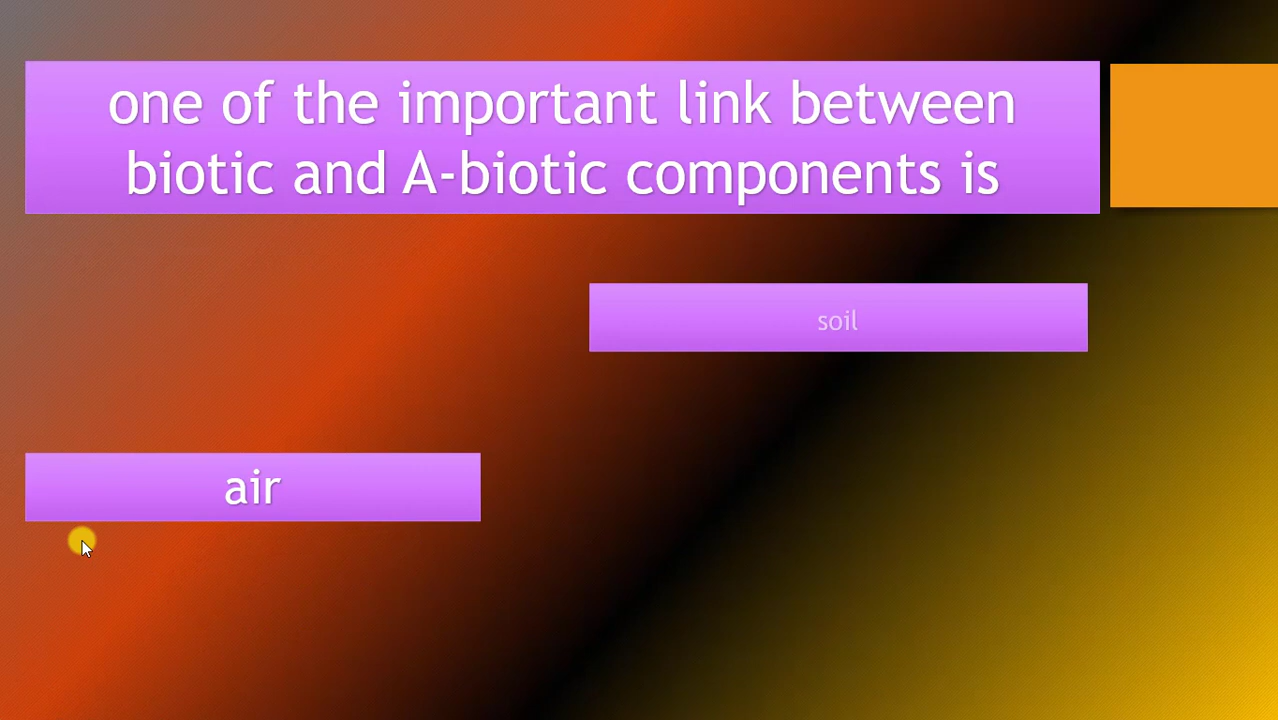 one of the important link between
biotic and A-biotic components is
soil
air